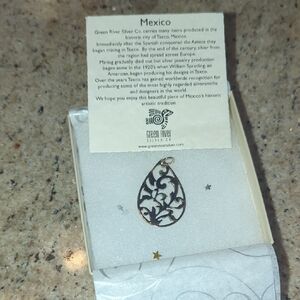 Mexico
Green River Silver Co. carries many items produced in the
historic city of Taxco, Mexico.
Immediately after the Spanish conquered the Aztecs they
began mining in Taxco. By the end of the century, silver from
the region had spread across Europe.
Mining gradually died out but silver jewelry production
began some in the 1920's when William Spratling an
American, began producing his designs in Taxco.
Over the years Taxco has gained worldwide recognition for
producing some of the most highly regarded silversmiths
and designers in the world.
We hope you enjoy this beautiful piece of Mexico's historic
artistic tradition.
green river
SILVER CO
www.greenriversilver.com